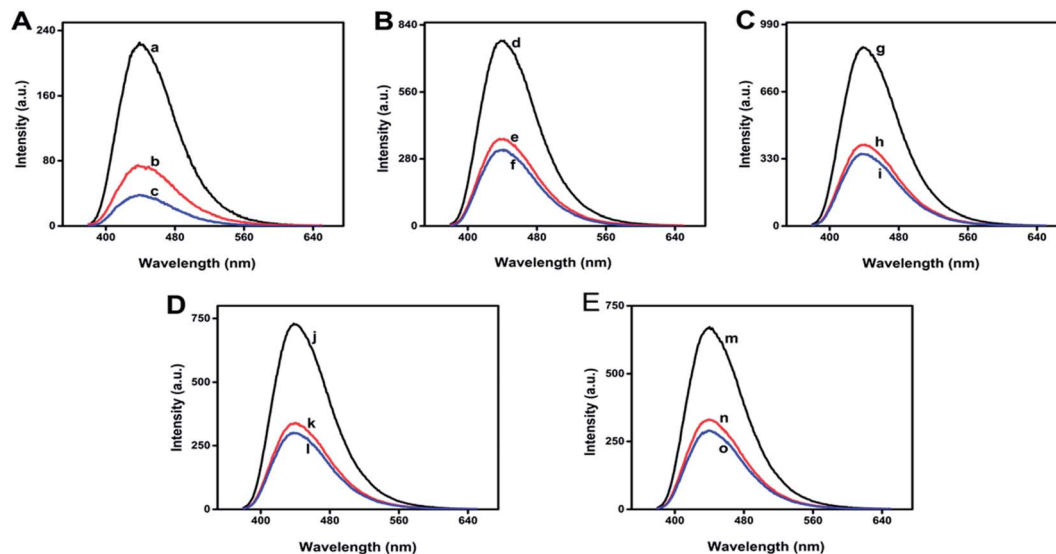 A
240
160
80
0
Intensity (a.u.)
a
b
c
400 480 560 640
Wavelength (nm)
B
840
560
280
0
Intensity (a.u.)
d
e
f
400 480 560 640
Wavelength (nm)
C
990
660
330
0
Intensity (a.u.)
g
h
i
400 480 560 640
Wavelength (nm)
D
750
500
250
0
Intensity (a.u.)
j
k
l
400 480 560 640
Wavelength (nm)
E
750
500
250
0
Intensity (a.u.)
m
n
o
400 480 560 640
Wavelength (nm)